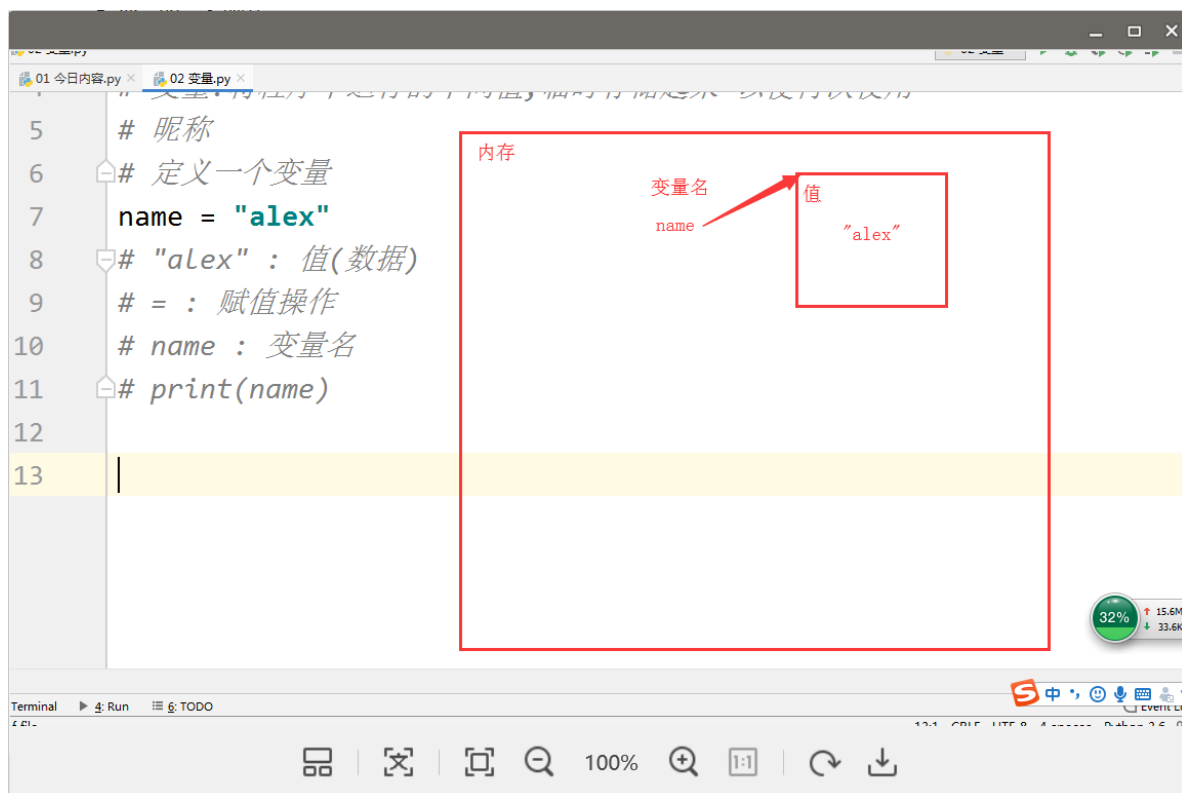 01 今日内容.py
02 变量.py
5 # 昵称
6 # 定义一个变量
7 name = "alex"
8 # "alex" : 值(数据)
9 # = : 赋值操作
10 # name : 变量名
11 # print(name)
12
13
内存
变量名
name
值
"alex"
32%
15.6M
33.6K
中
Terminal
4: Run
6: TODO
100%
1:1